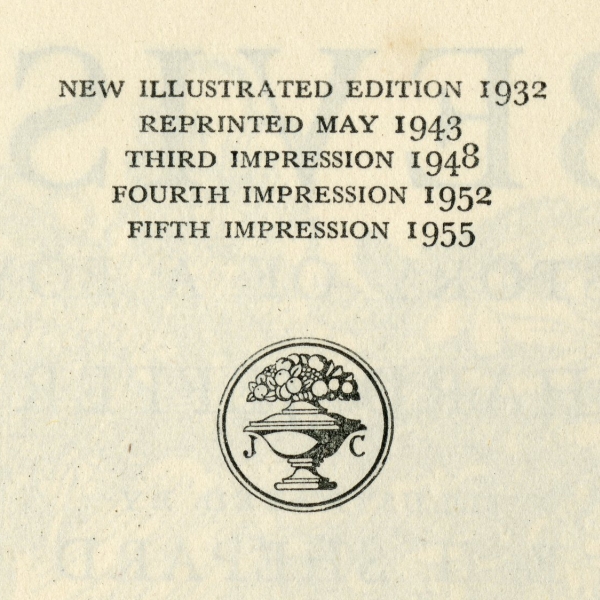 NEW ILLUSTRATED EDITION 1932
REPRINTED MAY 1943
THIRD IMPRESSION 1948
FOURTH IMPRESSION 1952
FIFTH IMPRESSION 1955
J C